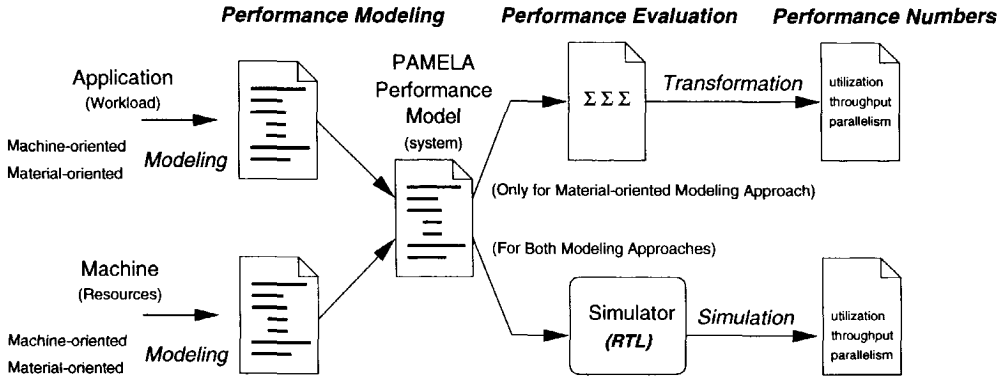 Performance Modeling
Performance Evaluation
Performance Numbers
Application
(Workload)
Machine-oriented
Material-oriented
Modeling
PAMELA
Performance
Model
(system)
Σ Σ Σ
Transformation
utilization
throughput
parallelism
(Only for Material-oriented Modeling Approach)
(For Both Modeling Approaches)
Machine
(Resources)
Machine-oriented
Material-oriented
Modeling
Simulator
(RTL)
Simulation
utilization
throughput
parallelism